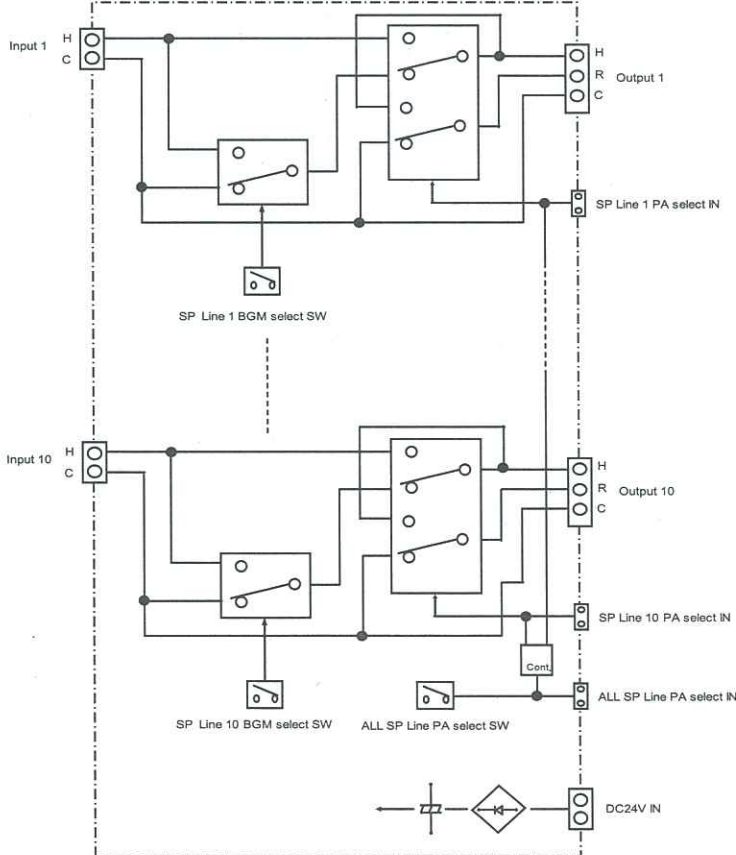 H
Input 1
C
H
R Output 1
C
SP Line 1 PA select IN
SP Line 1 BGM select SW
H
Input 10
C
H
R Output 10
C
SP Line 10 PA select IN
Cont.
ALL SP Line PA select IN
SP Line 10 BGM select SW
ALL SP Line PA select SW
DC24V IN